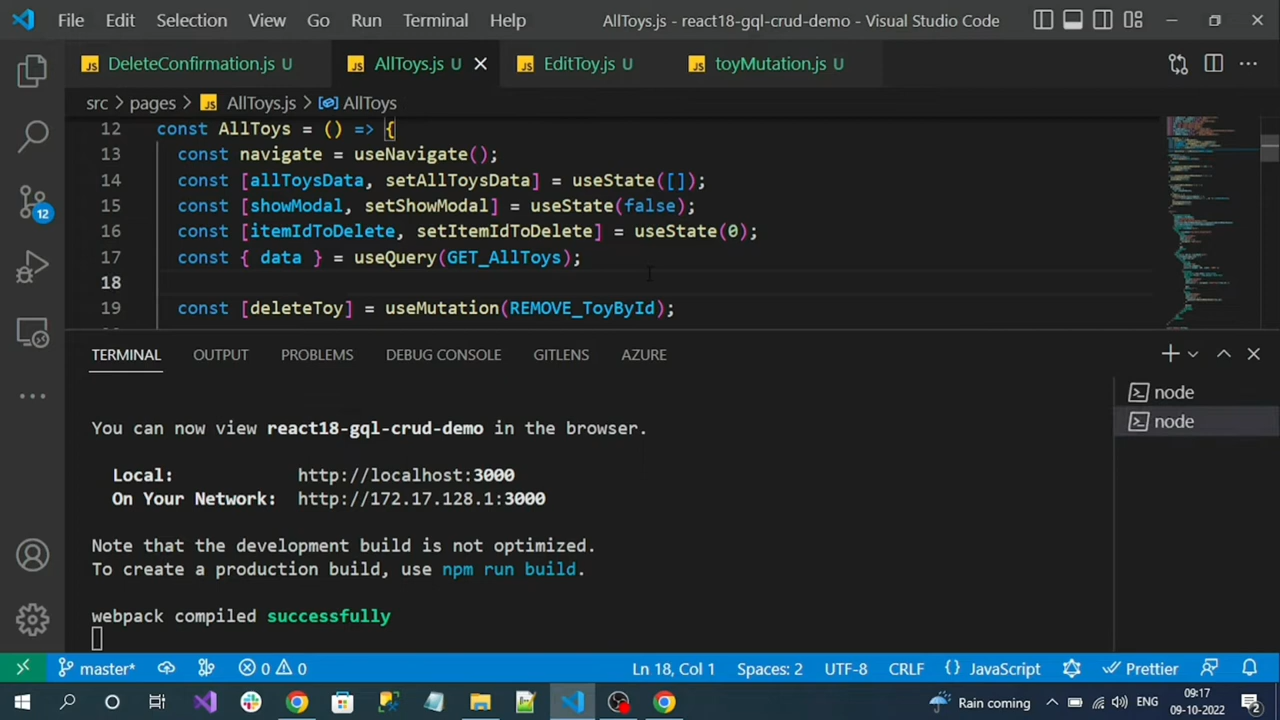 File Edit Selection View Go Run Terminal Help AllToys.js - react18-gql-crud-demo - Visual Studio Code
JS DeleteConfirmation.js U JS AllToys.js U JS EditToy.js U JS toyMutation.js U
src > pages > JS AllToys.js > AllToys
12 const AllToys = () => {
13 const navigate = useNavigate();
14 const [allToysData, setAllToysData] = useState([]);
15 const [showModal, setShowModal] = useState(false);
16 const [itemIdToDelete, setItemIdToDelete] = useState(0);
12
17 const { data } = useQuery(GET_AllToys);
18
19 const [deleteToy] = useMutation(REMOVE_ToyById);
TERMINAL OUTPUT PROBLEMS DEBUG CONSOLE GITLENS AZURE
node
node
You can now view react18-gql-crud-demo in the browser.
Local: http://localhost:3000
On Your Network: http://172.17.128.1:3000
Note that the development build is not optimized.
To create a production build, use npm run build.
webpack compiled successfully
master* 0 0 Ln 18, Col 1 Spaces: 2 UTF-8 CRLF {} JavaScript Prettier
Rain coming ENG 09:17
09-10-2022 2